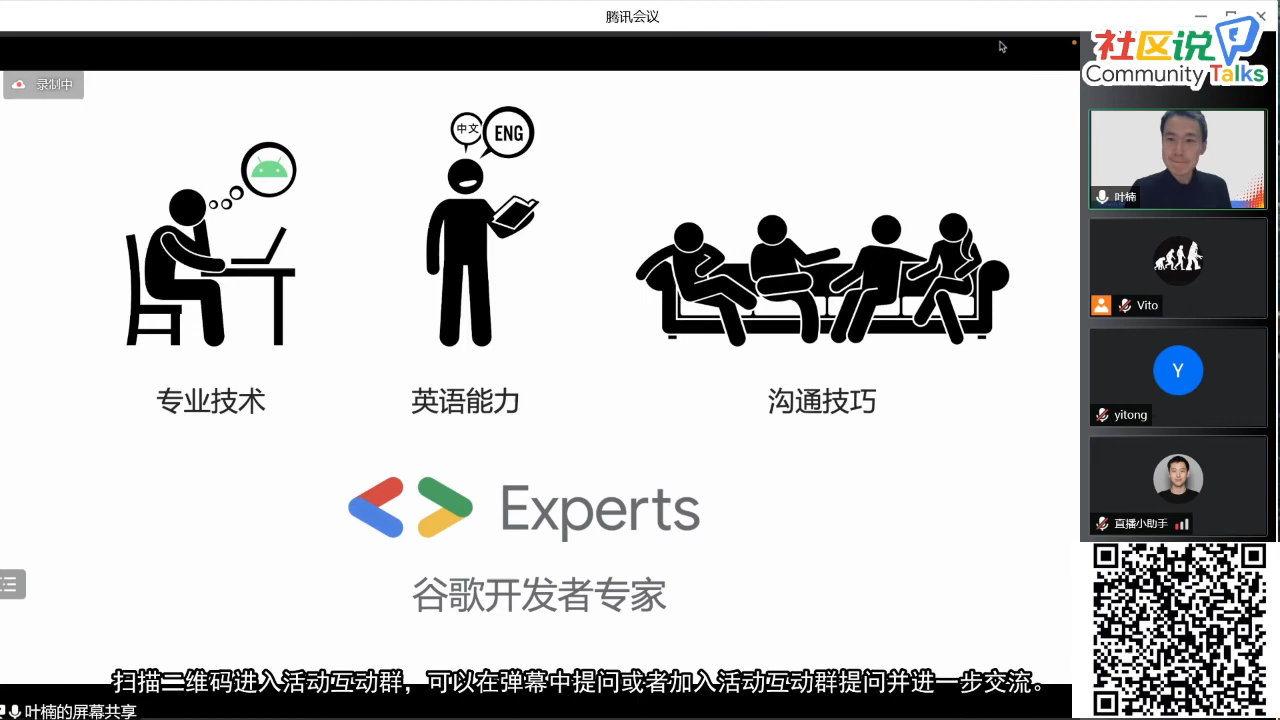 腾讯会议
社区说
Community Talks
录制中
中文
ENG
叶楠
Vito
专业技术
英语能力
沟通技巧
Y
yitong
Experts
直播小助手
谷歌开发者专家
扫描二维码进入活动互动群，可以在弹幕中提问或者加入活动互动群提问并进一步交流。
叶楠的屏幕共享